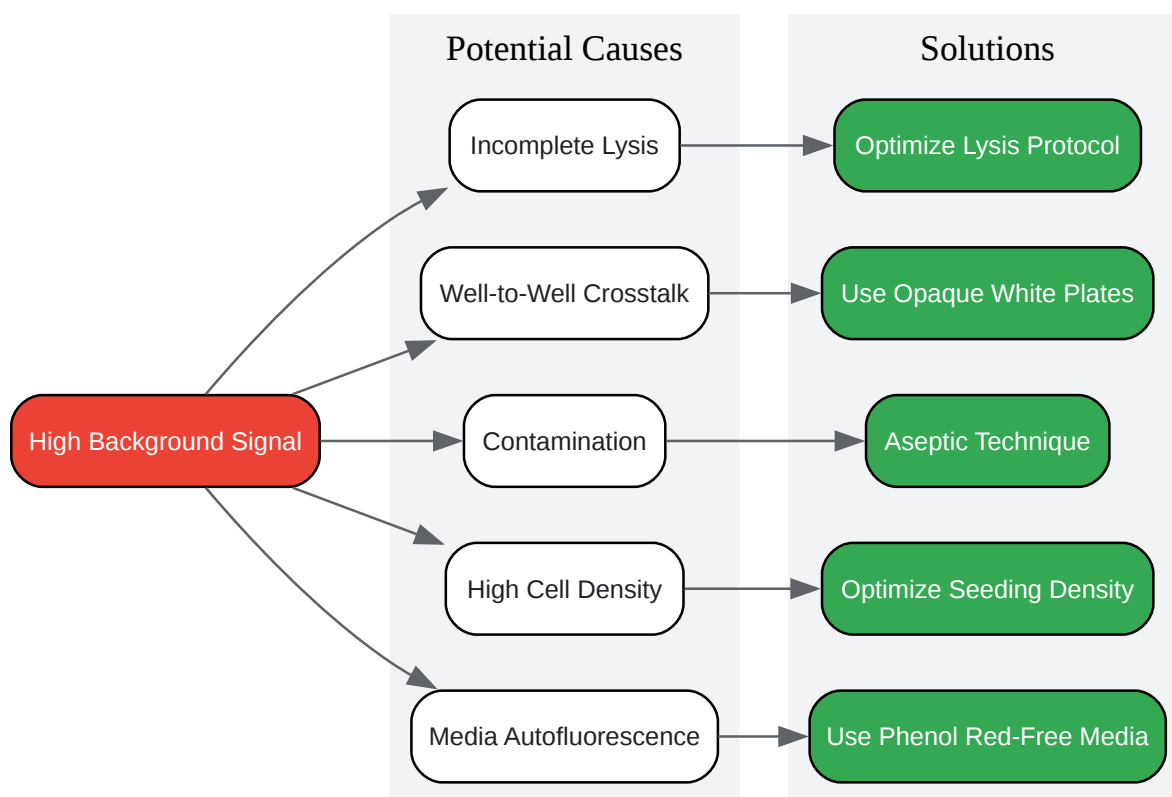 Potential Causes
Solutions
Incomplete Lysis
Optimize Lysis Protocol
Well-to-Well Crosstalk
Use Opaque White Plates
High Background Signal
Contamination
Aseptic Technique
High Cell Density
Optimize Seeding Density
Media Autofluorescence
Use Phenol Red-Free Media